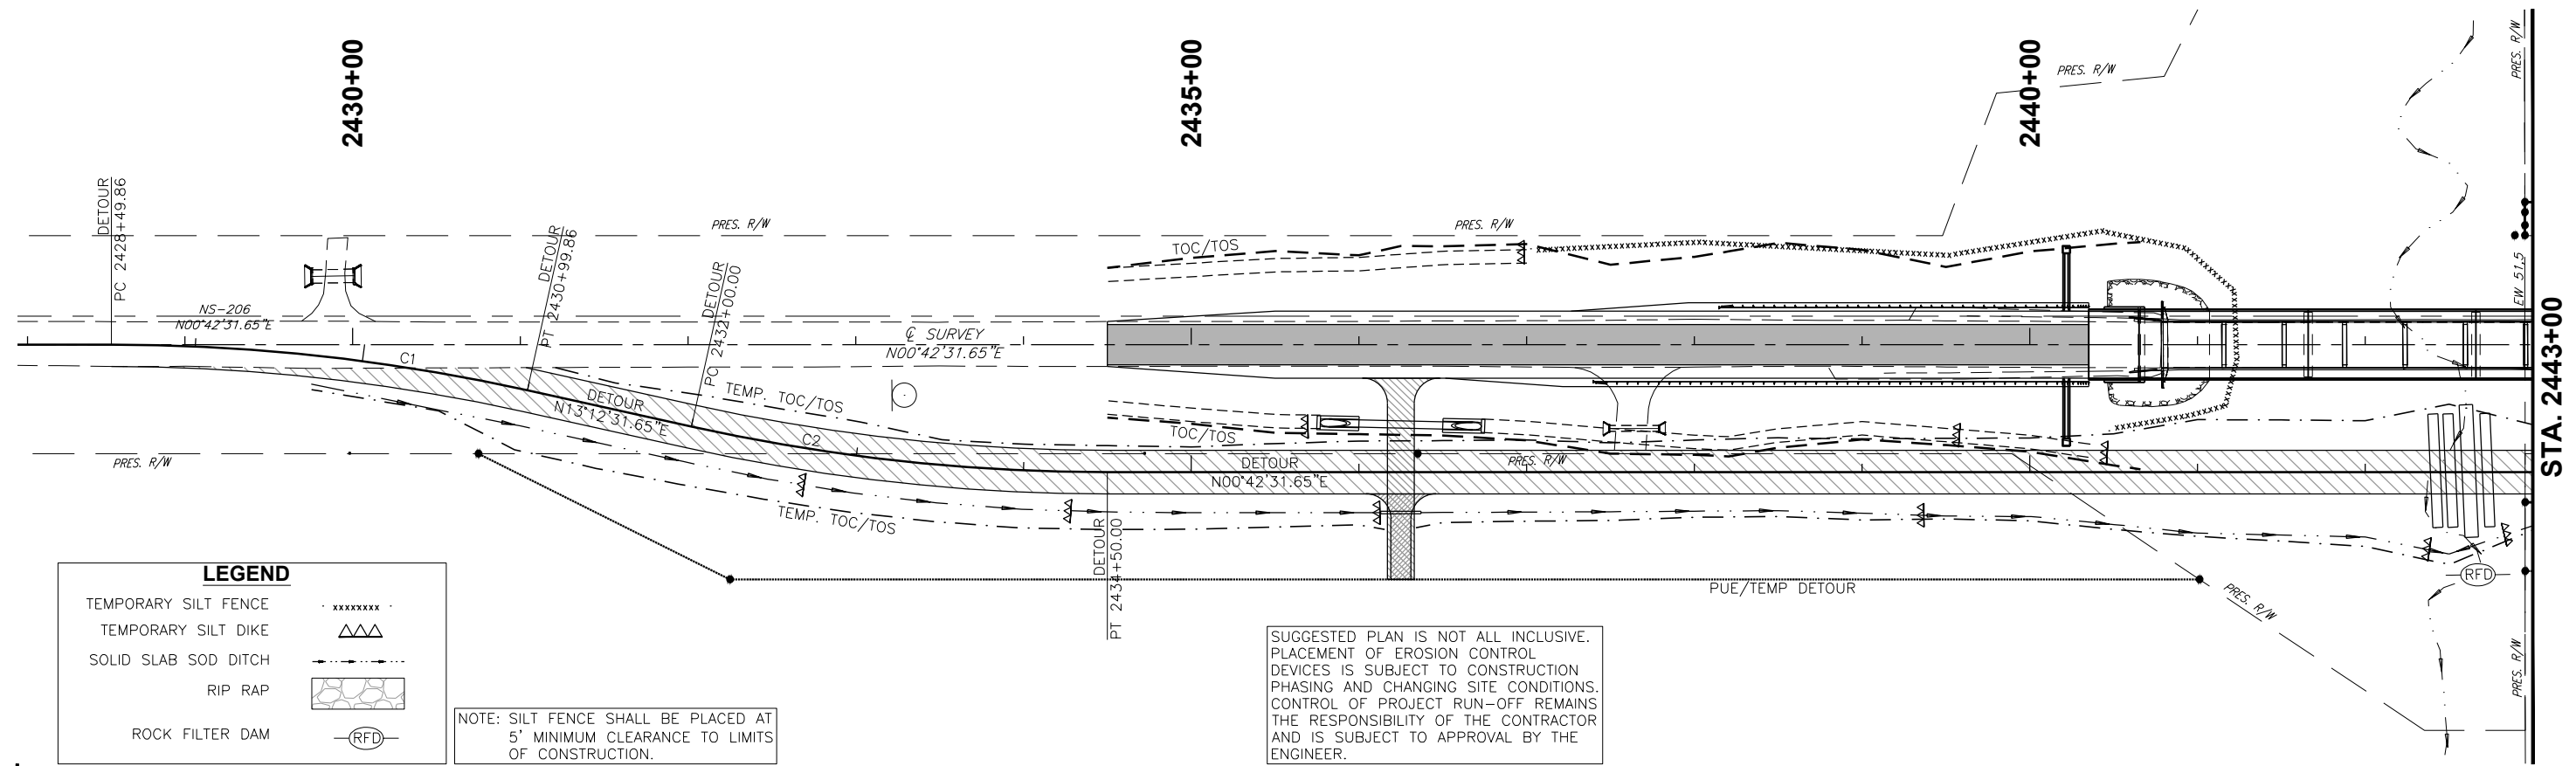 2430+00
2435+00
2440+00
PRES. R/W
PRES. R/W
DETOUR
PC 2428+49.86
PRES. R/W
PRES. R/W
DETOUR
PT 2430+99.86
DETOUR
PC 2432+00.00
TOC/TOS
EW 51.5
STA. 2443+00
NS-206
N00°42'31.65"E
℄ SURVEY
N00°42'31.65"E
C1
DETOUR
N13°12'31.65"E
TEMP. TOC/TOS
C2
TOC/TOS
PRES. R/W
DETOUR
N00°42'31.65"E
PRES. R/W
TEMP. TOC/TOS
DETOUR
PT 2434+50.00
PUE/TEMP DETOUR
RFD
PRES. R/W
PRES. R/W
LEGEND
TEMPORARY SILT FENCE
TEMPORARY SILT DIKE
SOLID SLAB SOD DITCH
RIP RAP
ROCK FILTER DAM
RFD
NOTE: SILT FENCE SHALL BE PLACED AT
5' MINIMUM CLEARANCE TO LIMITS
OF CONSTRUCTION.
SUGGESTED PLAN IS NOT ALL INCLUSIVE.
PLACEMENT OF EROSION CONTROL
DEVICES IS SUBJECT TO CONSTRUCTION
PHASING AND CHANGING SITE CONDITIONS.
CONTROL OF PROJECT RUN-OFF REMAINS
THE RESPONSIBILITY OF THE CONTRACTOR
AND IS SUBJECT TO APPROVAL BY THE
ENGINEER.